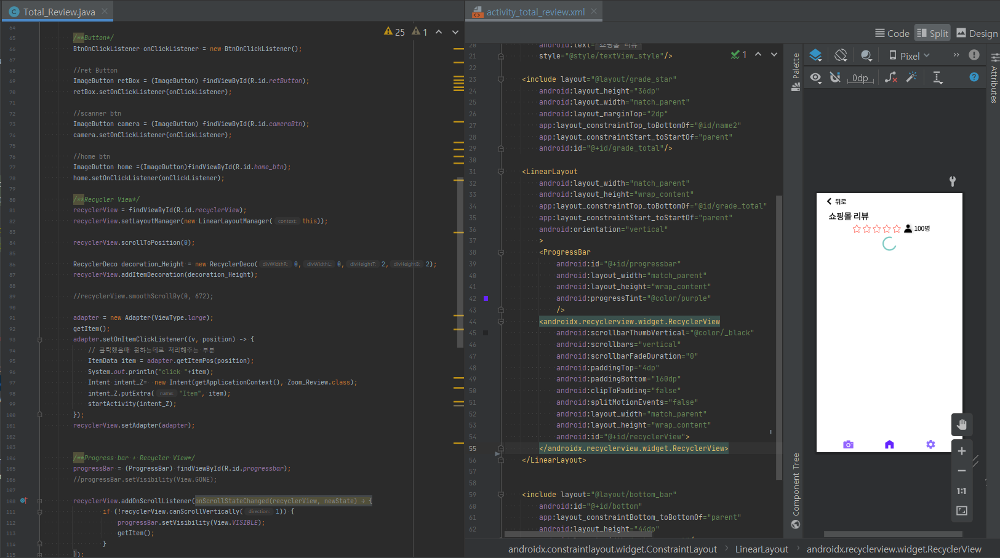 Total_Review.java
activity_total_review.xml
Code
Split
Design
25
1
64
65 /**Button*/
66 BtnOnClickListener onClickListener = new BtnOnClickListener();
67
68 //ret Button
69 ImageButton retBox = (ImageButton) findViewById(R.id.retButton);
70 retBox.setOnClickListener(onClickListener);
71
72 //scanner btn
73 ImageButton camera = (ImageButton) findViewById(R.id.cameraBtn);
74 camera.setOnClickListener(onClickListener);
75
76 //home btn
77 ImageButton home =(ImageButton)findViewById(R.id.home_btn);
78 home.setOnClickListener(onClickListener);
79
80 /**Recycler View*/
81 recyclerView = findViewById(R.id.recyclerView);
82 recyclerView.setLayoutManager(new LinearLayoutManager( context: this));
83
84 recyclerView.scrollToPosition(0);
85
86 RecyclerDeco decoration_Height = new RecyclerDeco( divWidthR: 0, divWidthL: 0, divHeightT: 2, divHeightB: 2);
87 recyclerView.addItemDecoration(decoration_Height);
88
89 //recyclerView.smoothScrollBy(0, 672);
90
91 adapter = new Adapter(ViewType.large);
92 getItem();
93 adapter.setOnItemClickListener((v, position) -> {
94 // 클릭했을때 원하는데로 처리해주는 부분
95 ItemData item = adapter.getItemPos(position);
96 System.out.println("click "+item);
97 Intent intent_Z= new Intent(getApplicationContext(), Zoom_Review.class);
98 intent_Z.putExtra( name: "Item", item);
99 startActivity(intent_Z);
100 });
101 recyclerView.setAdapter(adapter);
102
103
104 /**Progress bar + Recycler View*/
105 progressBar = (ProgressBar) findViewById(R.id.progressbar);
106 //progressBar.setVisibility(View.GONE);
107
108 recyclerView.addOnScrollListener(onScrollStateChanged(recyclerView, newState) → {
111 if (!recyclerView.canScrollVertically( direction: 1)) {
112 progressBar.setVisibility(View.VISIBLE);
113 getItem();
114 }
115 });
1
20 android:text="쇼핑몰 리뷰"
21 style="@style/textView_style"/>
22
23 <include layout="@layout/grade_star"
24 android:layout_height="36dp"
25 android:layout_width="match_parent"
26 android:layout_marginTop="2dp"
27 app:layout_constraintTop_toBottomOf="@id/name2"
28 app:layout_constraintStart_toStartOf="parent"
29 android:id="@+id/grade_total"/>
30
31 <LinearLayout
32 android:layout_width="match_parent"
33 android:layout_height="wrap_content"
34 app:layout_constraintTop_toBottomOf="@id/grade_total"
35 app:layout_constraintStart_toStartOf="parent"
36 android:orientation="vertical"
37 >
38 <ProgressBar
39 android:id="@+id/progressbar"
40 android:layout_width="match_parent"
41 android:layout_height="wrap_content"
42 android:progressTint="@color/purple"
43 />
44 <androidx.recyclerview.widget.RecyclerView
45 android:scrollbarThumbVertical="@color/_black"
46 android:scrollbars="vertical"
47 android:scrollbarFadeDuration="0"
48 android:paddingTop="4dp"
49 android:paddingBottom="160dp"
50 android:clipToPadding="false"
51 android:splitMotionEvents="false"
52 android:layout_width="match_parent"
53 android:layout_height="wrap_content"
54 android:id="@+id/recyclerView">
55 </androidx.recyclerview.widget.RecyclerView>
56 </LinearLayout>
57
58
59 <include layout="@layout/bottom_bar"
60 android:id="@+id/bottom"
61 app:layout_constraintBottom_toBottomOf="parent"
62 android:layout_height="44dp"
Palette
Component Tree
Pixel
0dp
Attributes
뒤로
쇼핑몰 리뷰
100명
1:1
androidx.constraintlayout.widget.ConstraintLayout
LinearLayout
androidx.recyclerview.widget.RecyclerView